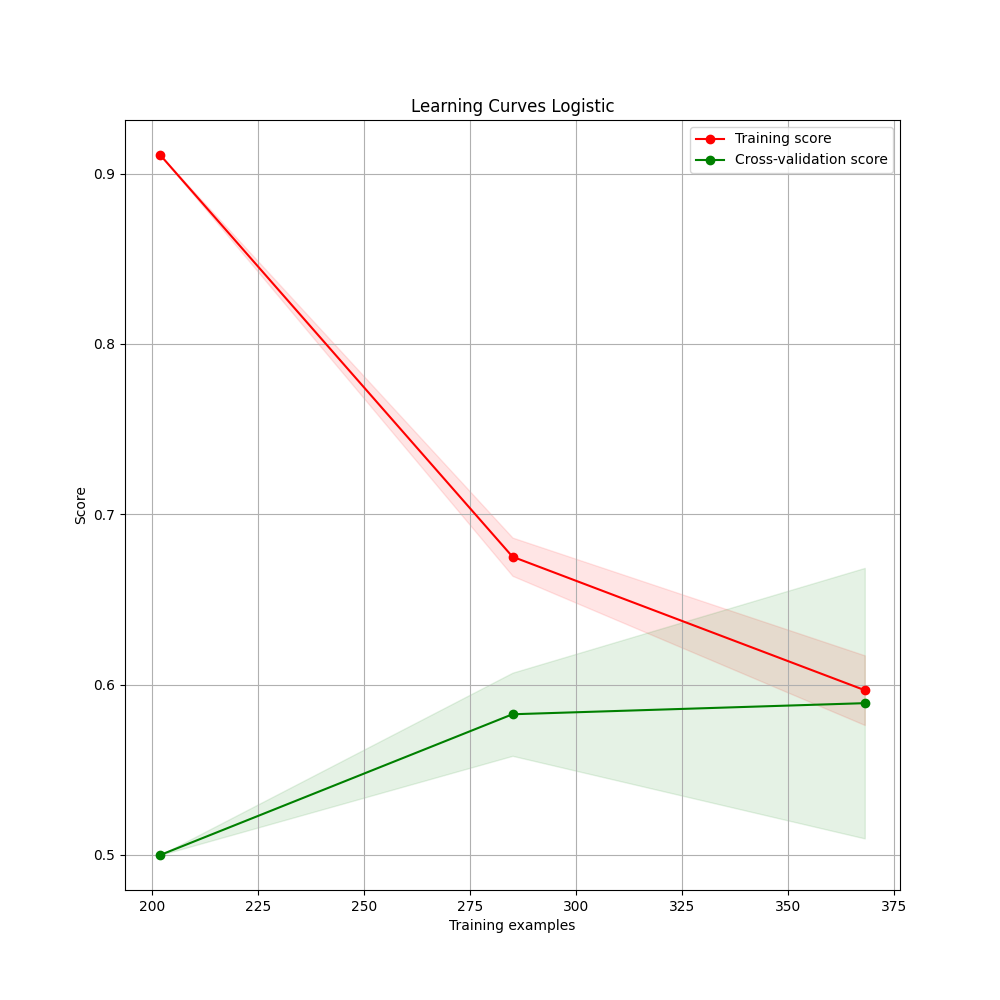 Learning Curves Logistic
Training score
Cross-validation score
0.9
0.8
0.7
0.6
0.5
Score
200 225 250 275 300 325 350 375
Training examples